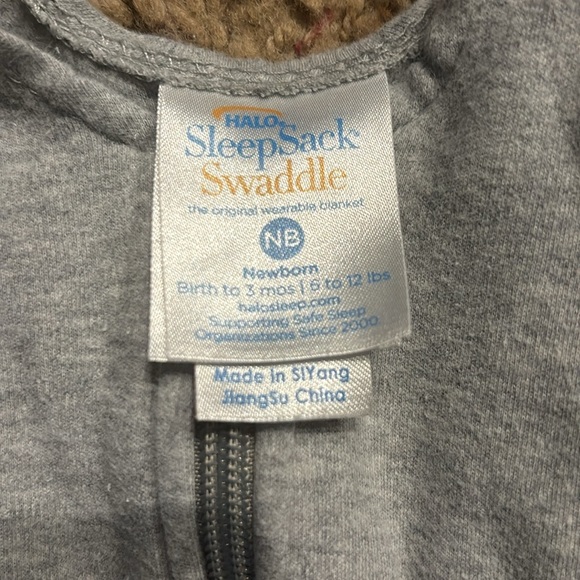 HALO
SleepSack
Swaddle
the original wearable blanket
NB
Newborn
Birth to 3 mos | 6 to 12 lbs
halosleep.com
Supporting Safe Sleep
Organizations Since 2000
Made in SiYang
JiangSu China